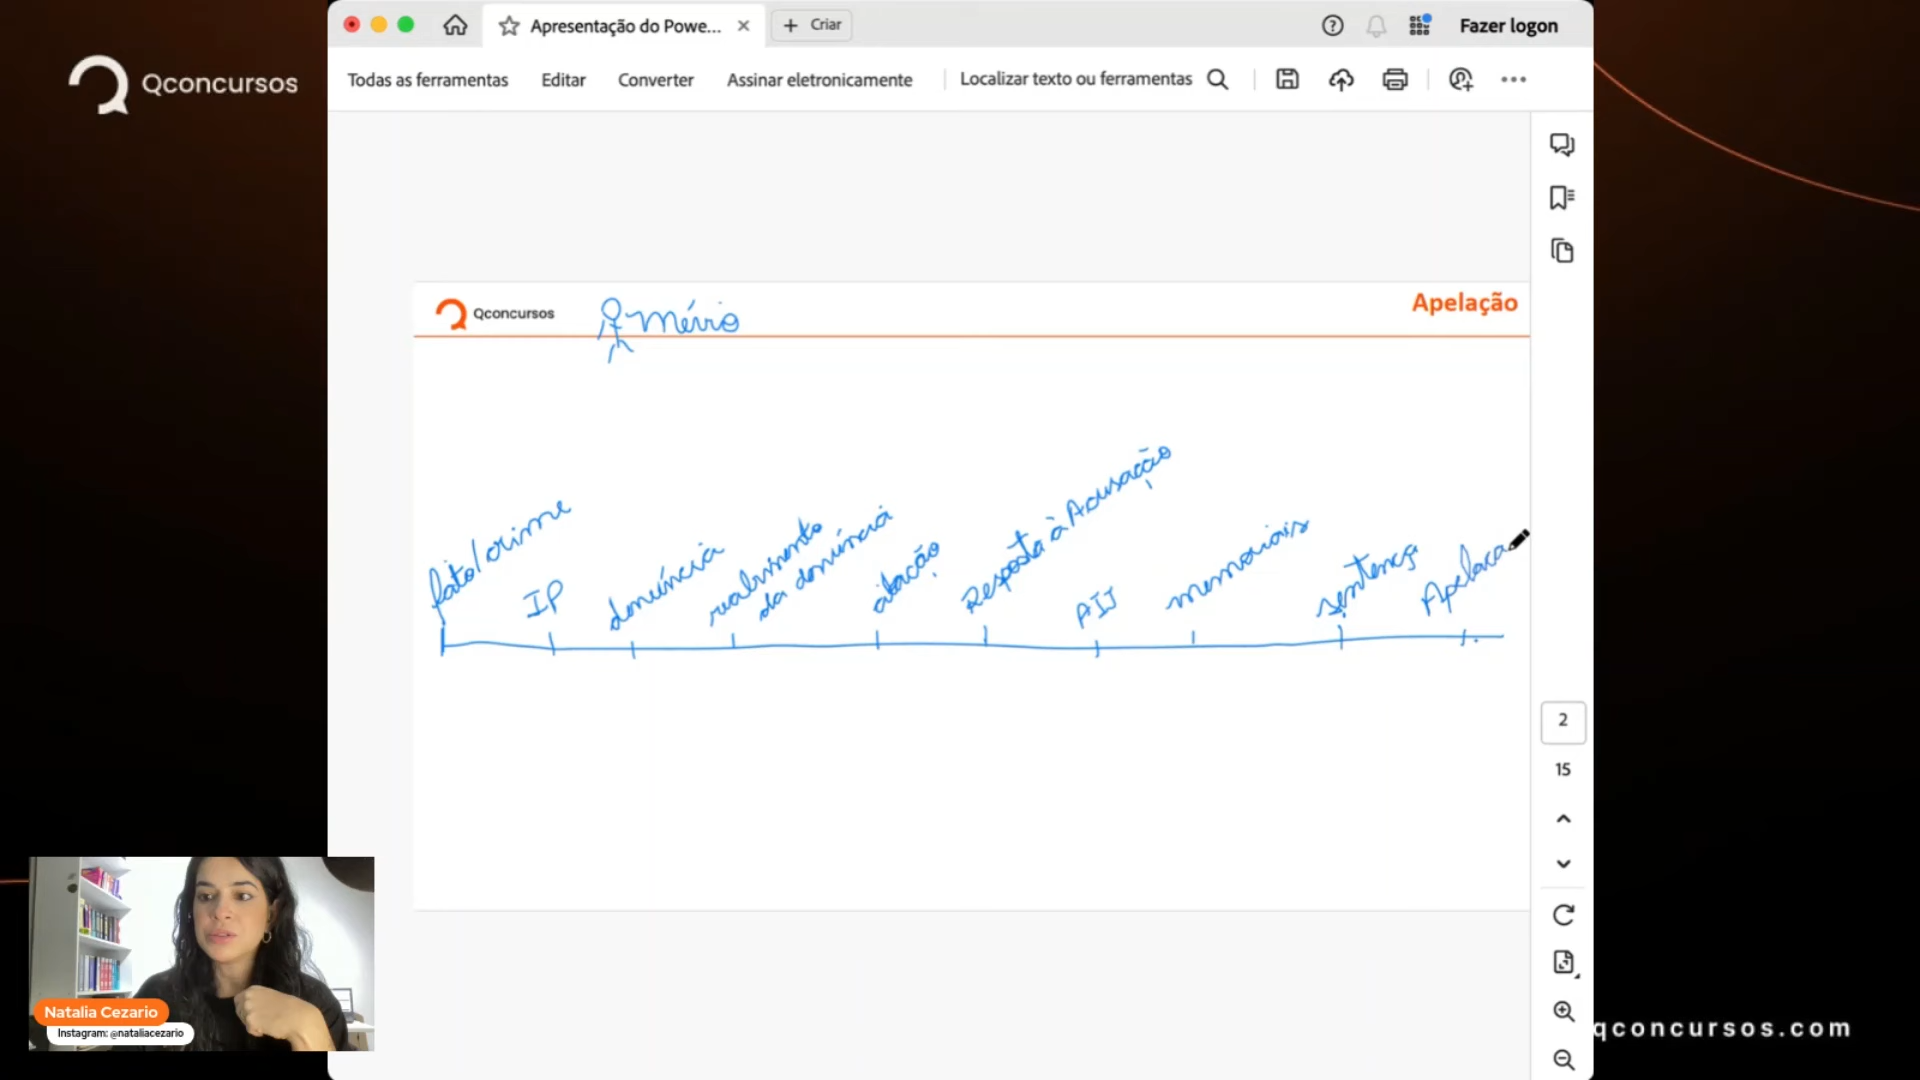 Qconcursos
Apresentação do Powe...
Criar
Fazer logon
Todas as ferramentas
Editar
Converter
Assinar eletronicamente
Localizar texto ou ferramentas
Qconcursos
Mévio
Apelação
fato/crime
IP
denúncia
recebimento
da denúncia
citação
Resposta à Acusação
AIJ
memoriais
sentença
Apelaca
2
15
Natalia Cezario
Instagram: @nataliacezario
qconcursos.com